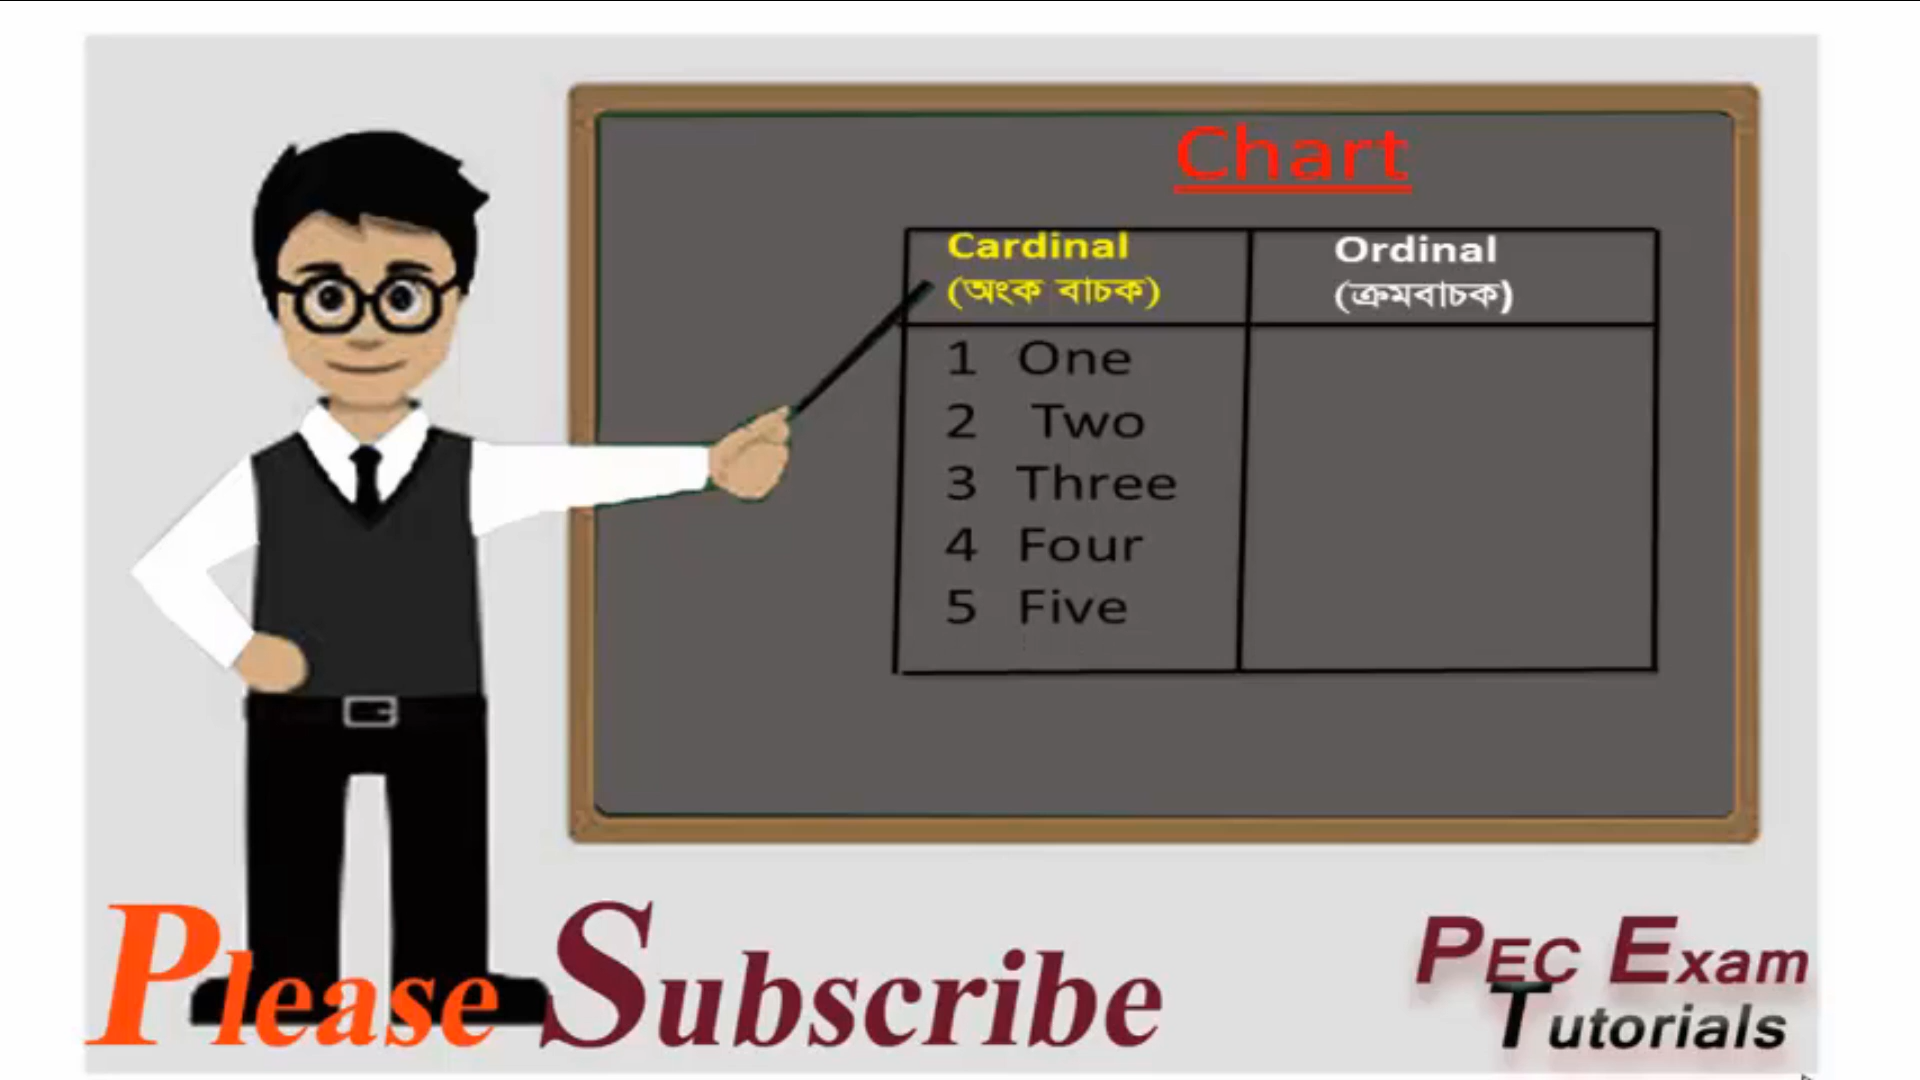 Chart
Cardinal
(অংক বাচক)
Ordinal
(ক্রমবাচক)
1 One
2 Two
3 Three
4 Four
5 Five
Please Subscribe
PEC Exam
Tutorials